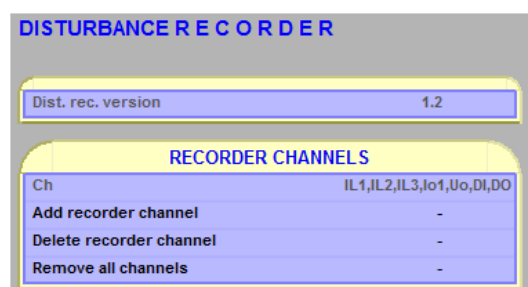 DISTURBANCE R E C O R D E R
Dist. rec. version 1.2
RECORDER CHANNELS
Ch IL1,IL2,IL3,Io1,Uo,DI,DO
Add recorder channel -
Delete recorder channel -
Remove all channels -